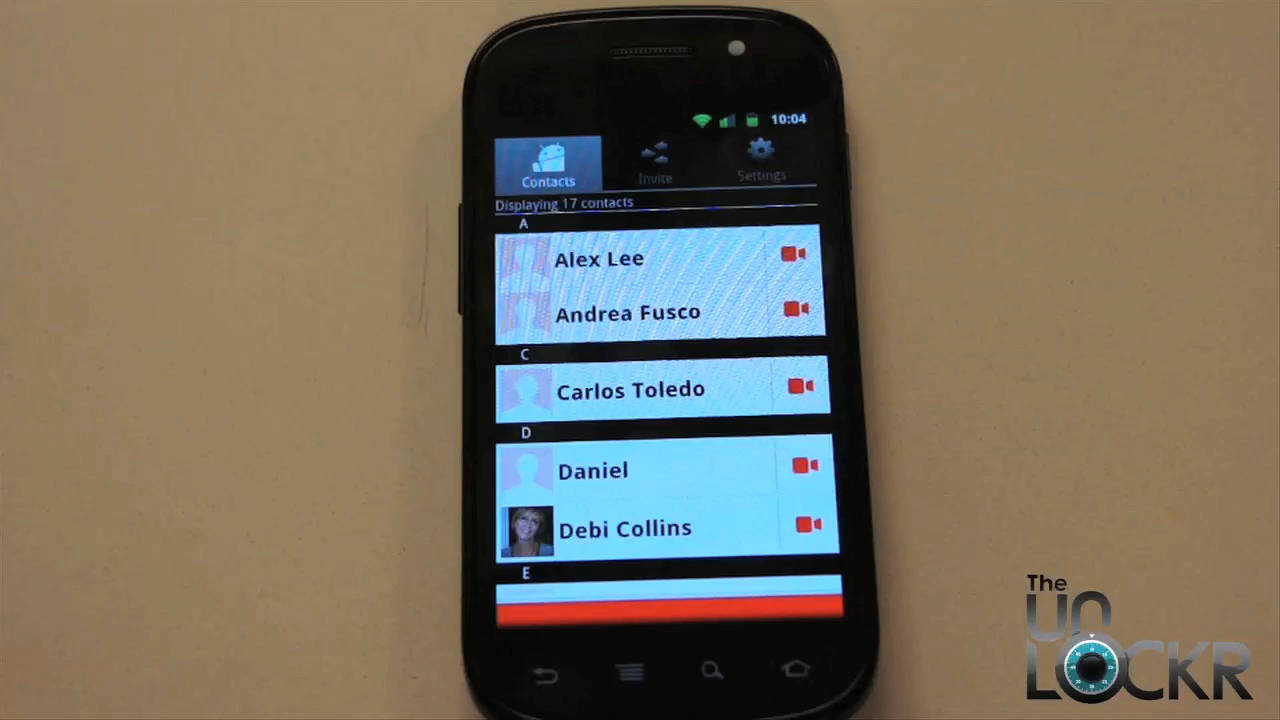 10:04
Contacts Invite Settings
Displaying 17 contacts
A
Alex Lee
Andrea Fusco
C
Carlos Toledo
D
Daniel
Debi Collins
E
The
UN
LOCKR